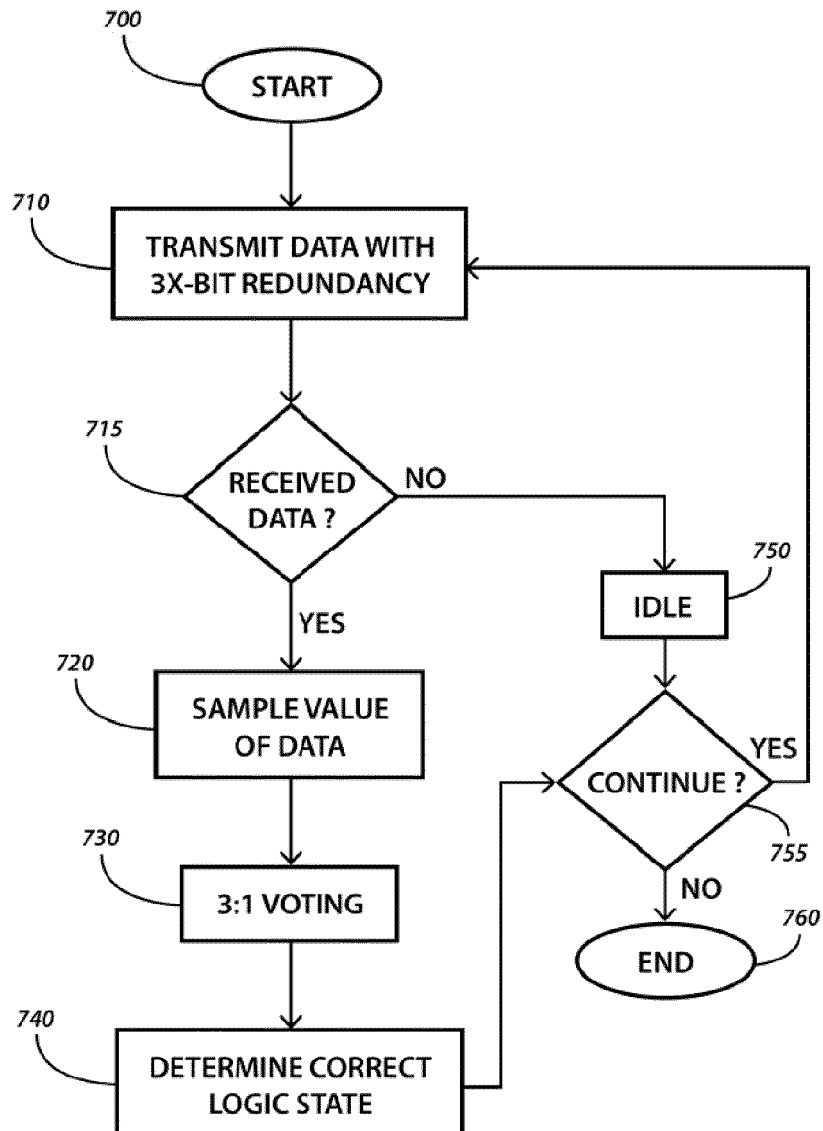 700
START
710
TRANSMIT DATA WITH
3X-BIT REDUNDANCY
715
RECEIVED
DATA ?
NO
YES
750
IDLE
720
SAMPLE VALUE
OF DATA
CONTINUE ?
YES
755
730
3:1 VOTING
NO
760
END
740
DETERMINE CORRECT
LOGIC STATE